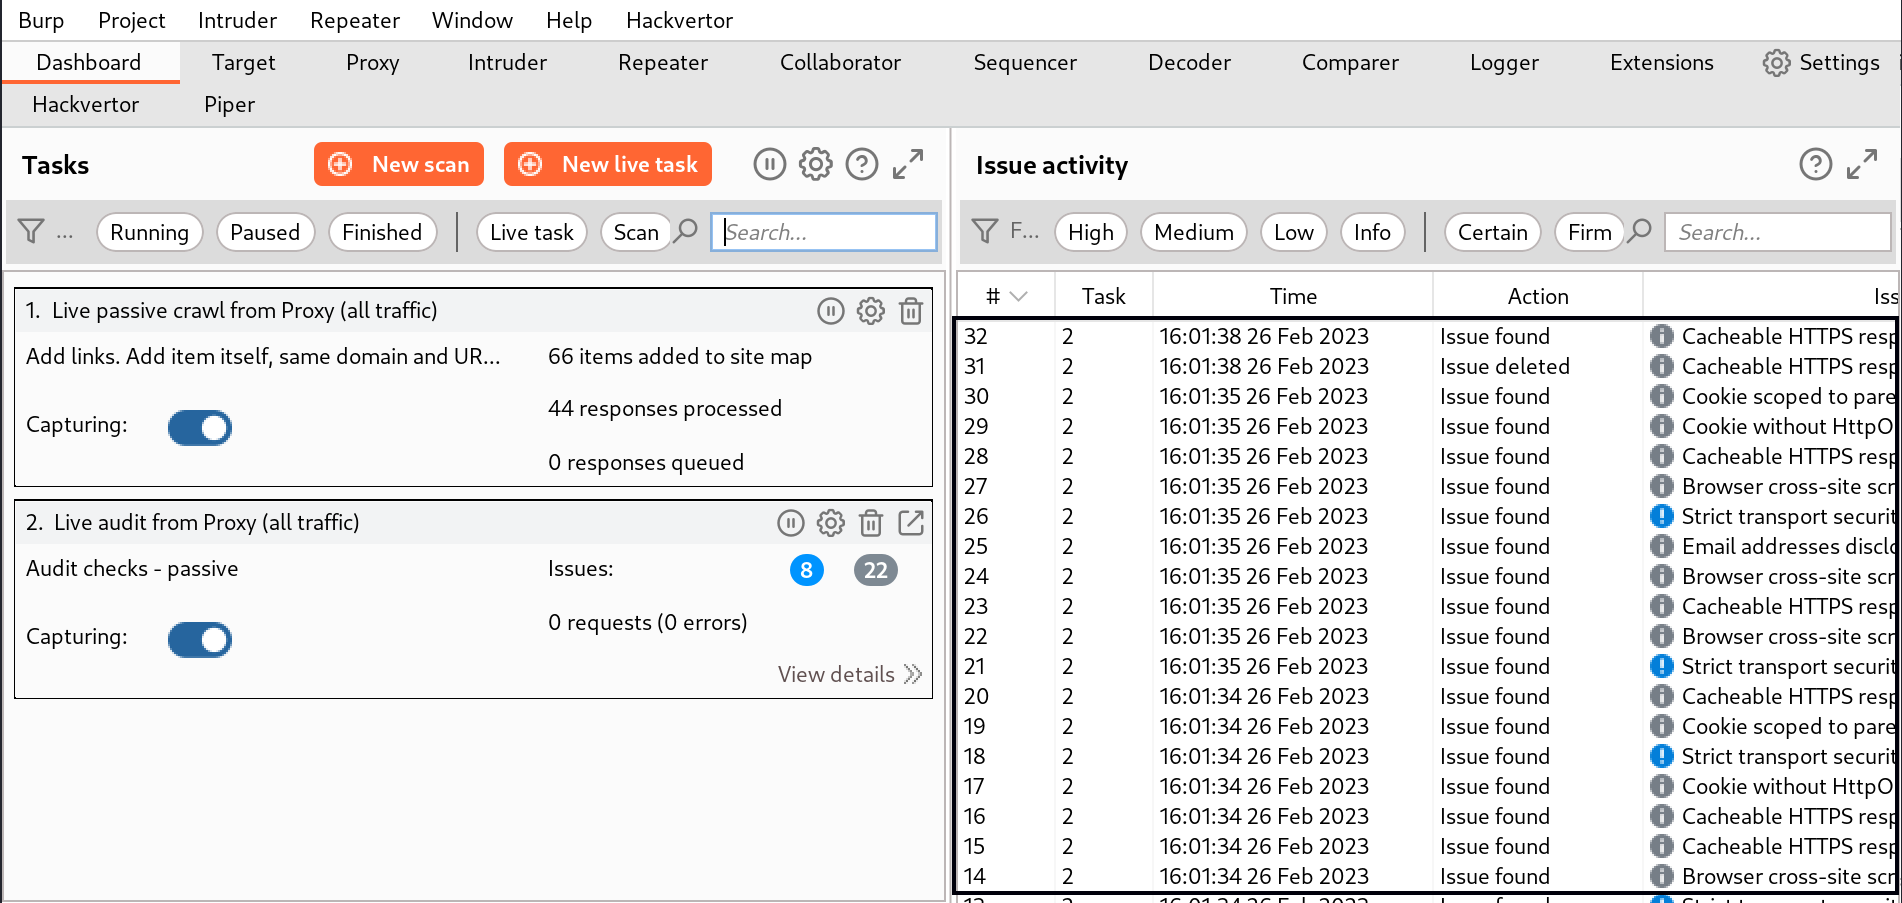 Burp Project Intruder Repeater Window Help Hackvertor
Dashboard Target Proxy Intruder Repeater Collaborator Sequencer Decoder Comparer Logger Extensions Settings
Hackvertor Piper
Tasks New scan New live task
... Running Paused Finished Live task Scan Search...
1. Live passive crawl from Proxy (all traffic)
Add links. Add item itself, same domain and UR... 66 items added to site map
44 responses processed
Capturing:
0 responses queued
2. Live audit from Proxy (all traffic)
Audit checks - passive Issues: 8 22
0 requests (0 errors)
Capturing:
View details
Issue activity
F... High Medium Low Info Certain Firm Search...
# Task Time Action Iss
32 2 16:01:38 26 Feb 2023 Issue found Cacheable HTTPS resp
31 2 16:01:38 26 Feb 2023 Issue deleted Cacheable HTTPS resp
30 2 16:01:35 26 Feb 2023 Issue found Cookie scoped to pare
29 2 16:01:35 26 Feb 2023 Issue found Cookie without HttpO
28 2 16:01:35 26 Feb 2023 Issue found Cacheable HTTPS resp
27 2 16:01:35 26 Feb 2023 Issue found Browser cross-site scr
26 2 16:01:35 26 Feb 2023 Issue found Strict transport securit
25 2 16:01:35 26 Feb 2023 Issue found Email addresses disclo
24 2 16:01:35 26 Feb 2023 Issue found Browser cross-site scr
23 2 16:01:35 26 Feb 2023 Issue found Cacheable HTTPS resp
22 2 16:01:35 26 Feb 2023 Issue found Browser cross-site scr
21 2 16:01:35 26 Feb 2023 Issue found Strict transport securit
20 2 16:01:34 26 Feb 2023 Issue found Cacheable HTTPS resp
19 2 16:01:34 26 Feb 2023 Issue found Cookie scoped to pare
18 2 16:01:34 26 Feb 2023 Issue found Strict transport securit
17 2 16:01:34 26 Feb 2023 Issue found Cookie without HttpO
16 2 16:01:34 26 Feb 2023 Issue found Cacheable HTTPS resp
15 2 16:01:34 26 Feb 2023 Issue found Cacheable HTTPS resp
14 2 16:01:34 26 Feb 2023 Issue found Browser cross-site scr